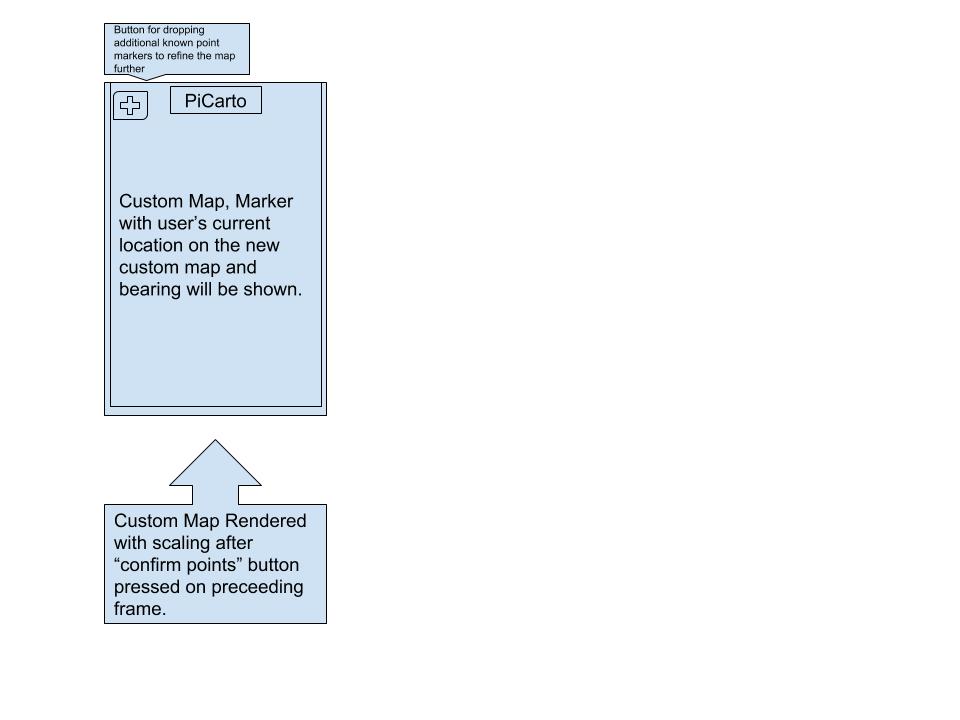 Button for dropping
additional known point
markers to refine the map
further
PiCarto
Custom Map, Marker
with user’s current
location on the new
custom map and
bearing will be shown.
Custom Map Rendered
with scaling after
“confirm points” button
pressed on preceeding
frame.